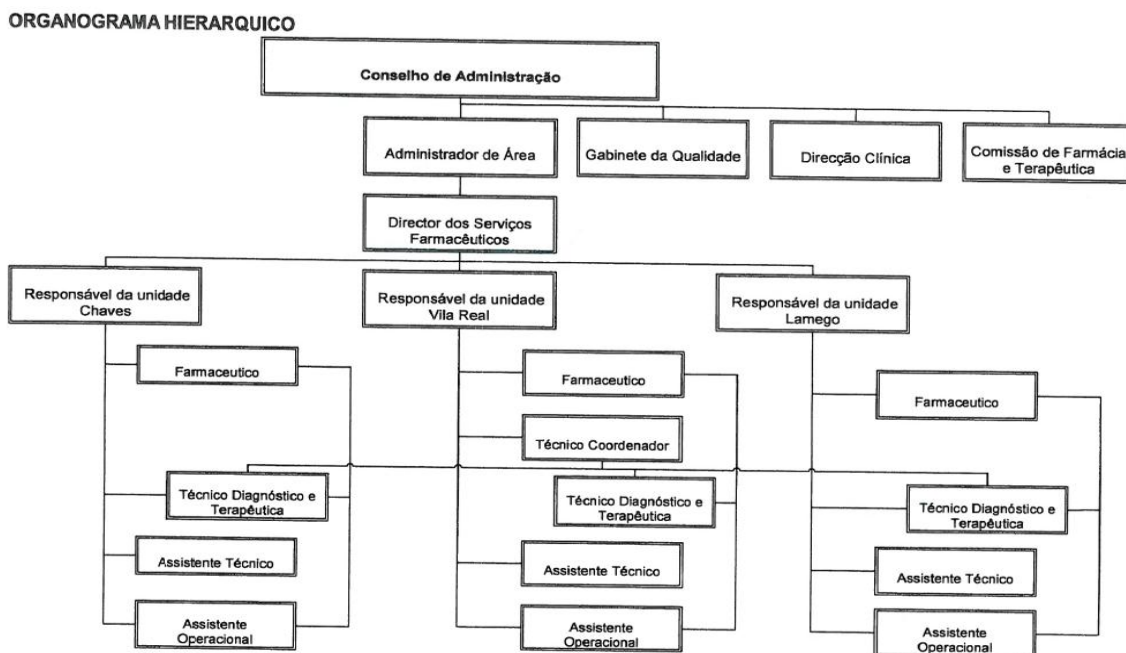 ORGANOGRAMA HIERARQUICO
Conselho de Administração
Administrador de Área
Gabinete da Qualidade
Direcção Clínica
Comissão de Farmácia
e Terapêutica
Director dos Serviços
Farmacêuticos
Responsável da unidade
Chaves
Responsável da unidade
Vila Real
Responsável da unidade
Lamego
Farmaceutico
Farmaceutico
Farmaceutico
Técnico Coordenador
Técnico Diagnóstico e
Terapêutica
Técnico Diagnóstico e
Terapêutica
Técnico Diagnóstico e
Terapêutica
Assistente Técnico
Assistente Técnico
Assistente Técnico
Assistente
Operacional
Assistente
Operacional
Assistente
Operacional